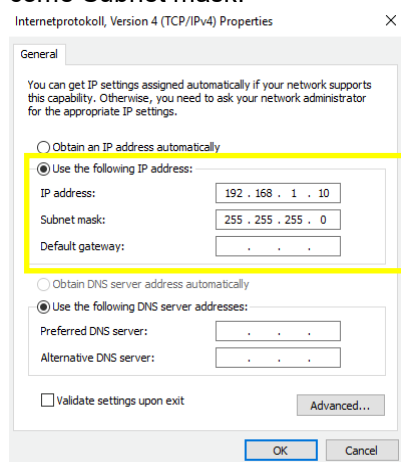 some Subnet mask.
Internetprotokoll, Version 4 (TCP/IPv4) Properties
General
You can get IP settings assigned automatically if your network supports
this capability. Otherwise, you need to ask your network administrator
for the appropriate IP settings.
Obtain an IP address automatically
Use the following IP address:
IP address: 192 . 168 . 1 . 10
Subnet mask: 255 . 255 . 255 . 0
Default gateway: . . .
Obtain DNS server address automatically
Use the following DNS server addresses:
Preferred DNS server: . . .
Alternative DNS server: . . .
Validate settings upon exit
Advanced...
OK Cancel